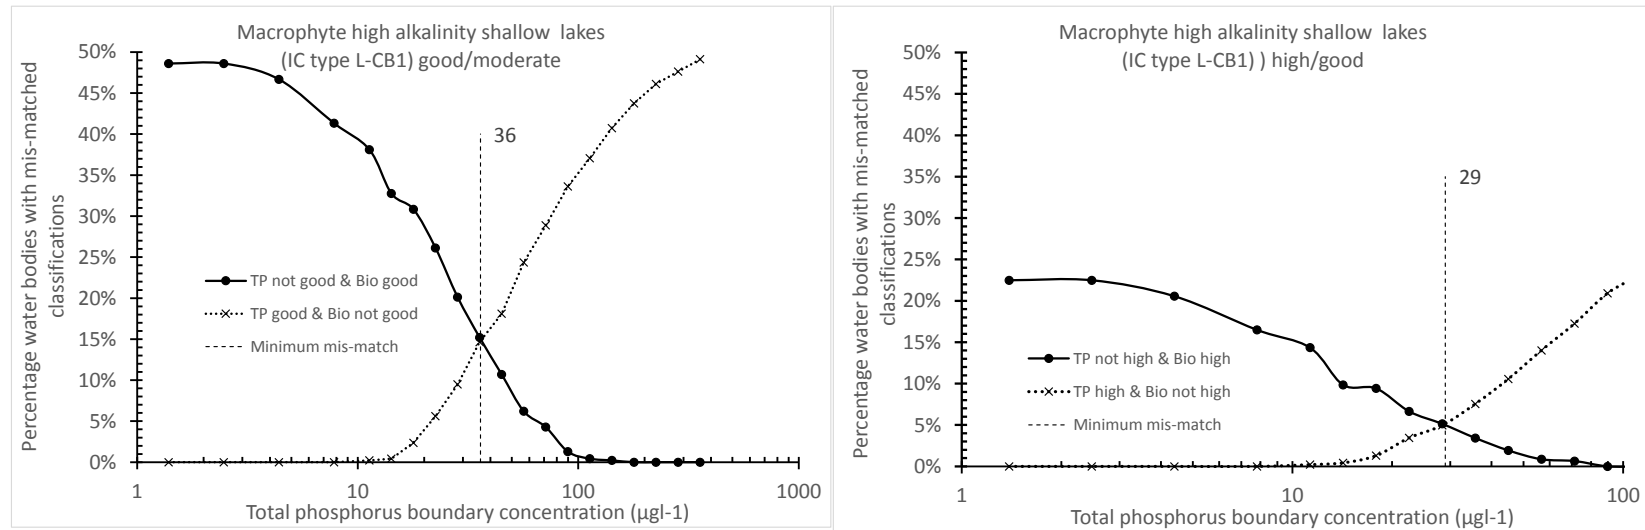 Macrophyte high alkalinity shallow lakes
(IC type L-CB1) good/moderate
50%
45%
40%
35%
30%
25%
20%
15%
10%
5%
0%
Percentage water bodies with mis-matched
classifications
36
TP not good & Bio good
TP good & Bio not good
Minimum mis-match
1
10
100
1000
Total phosphorus boundary concentration (µgl-1)
Macrophyte high alkalinity shallow lakes
(IC type L-CB1) ) high/good
50%
45%
40%
35%
30%
25%
20%
15%
10%
5%
0%
Percentage water bodies with mis-matched
classifications
29
TP not high & Bio high
TP high & Bio not high
Minimum mis-match
1
10
100
Total phosphorus boundary concentration (µgl-1)